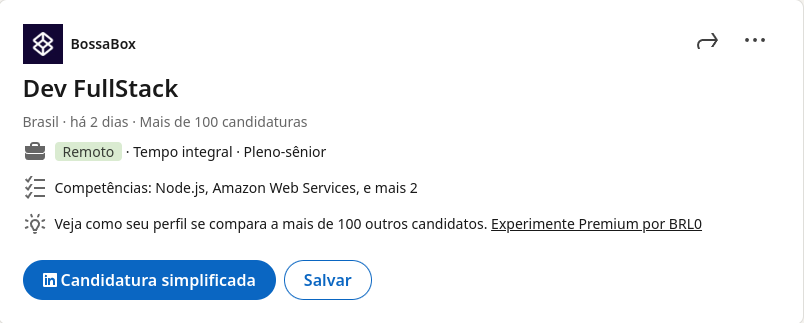 BossaBox
Dev FullStack
Brasil · há 2 dias · Mais de 100 candidaturas
Remoto · Tempo integral · Pleno-sênior
Competências: Node.js, Amazon Web Services, e mais 2
Veja como seu perfil se compara a mais de 100 outros candidatos. Experimente Premium por BRL0
in Candidatura simplificada
Salvar